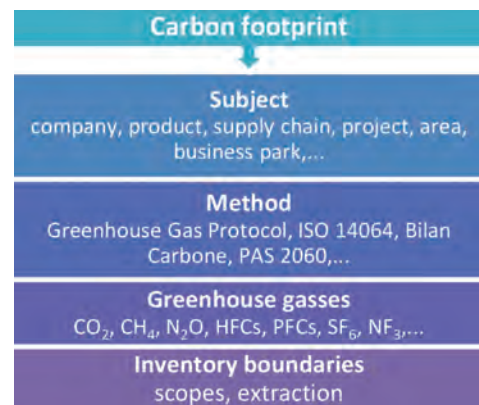 Carbon footprint
Subject
company, product, supply chain, project, area,
business park,...
Method
Greenhouse Gas Protocol, ISO 14064, Bilan
Carbone, PAS 2060,...
Greenhouse gasses
CO₂, CH₄, N₂O, HFCs, PFCs, SF₆, NF₃,...
Inventory boundaries
scopes, extraction